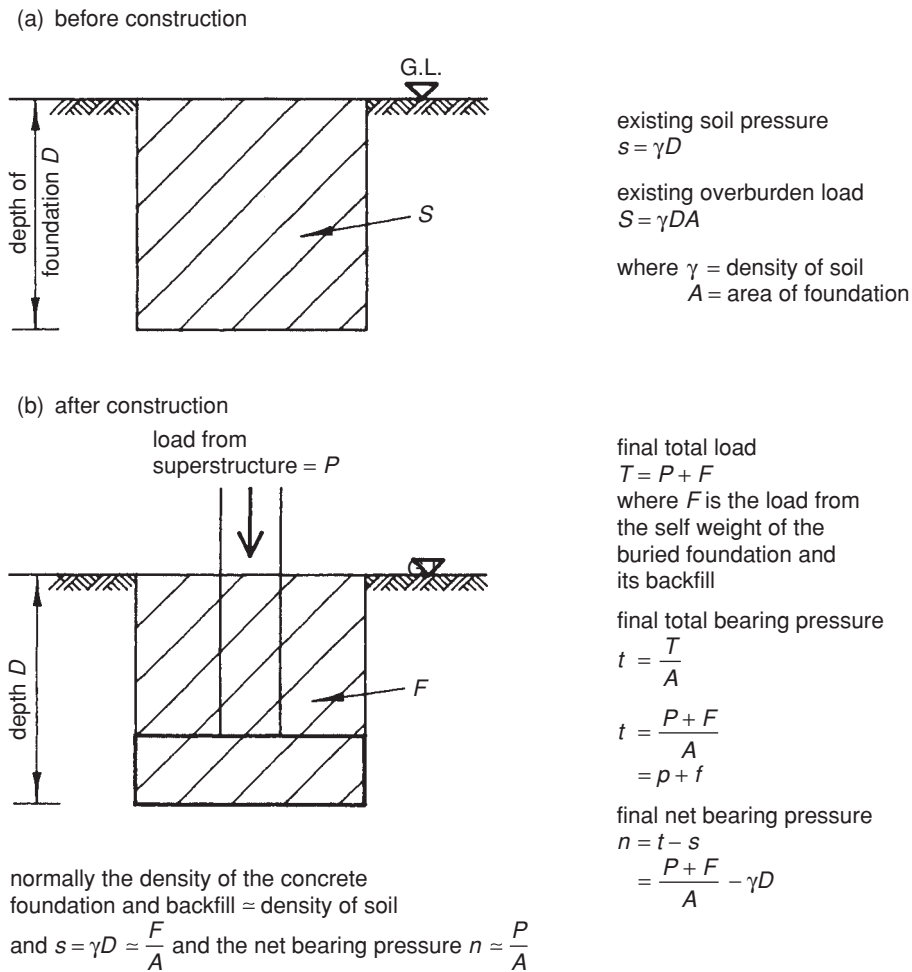 (a) before construction
G.L.
depth of
foundation D
S
existing soil pressure
s = γD
existing overburden load
S = γDA
where γ = density of soil
A = area of foundation
(b) after construction
load from
superstructure = P
depth D
F
final total load
T = P + F
where F is the load from
the self weight of the
buried foundation and
its backfill
final total bearing pressure
t = T/A
t = (P + F)/A
= p + f
final net bearing pressure
n = t – s
= (P + F)/A – γD
normally the density of the concrete
foundation and backfill ≃ density of soil
and s = γD ≃ F/A and the net bearing pressure n ≃ P/A